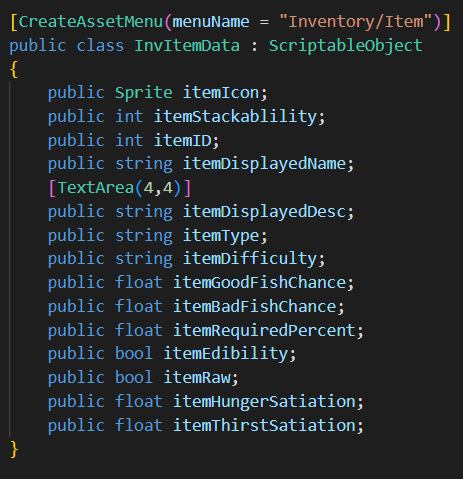 [CreateAssetMenu(menuName = "Inventory/Item")]
public class InvItemData : ScriptableObject
{
    public Sprite itemIcon;
    public int itemStackablility;
    public int itemID;
    public string itemDisplayedName;
    [TextArea(4,4)]
    public string itemDisplayedDesc;
    public string itemType;
    public string itemDifficulty;
    public float itemGoodFishChance;
    public float itemBadFishChance;
    public float itemRequiredPercent;
    public bool itemEdibility;
    public bool itemRaw;
    public float itemHungerSatiation;
    public float itemThirstSatiation;
}